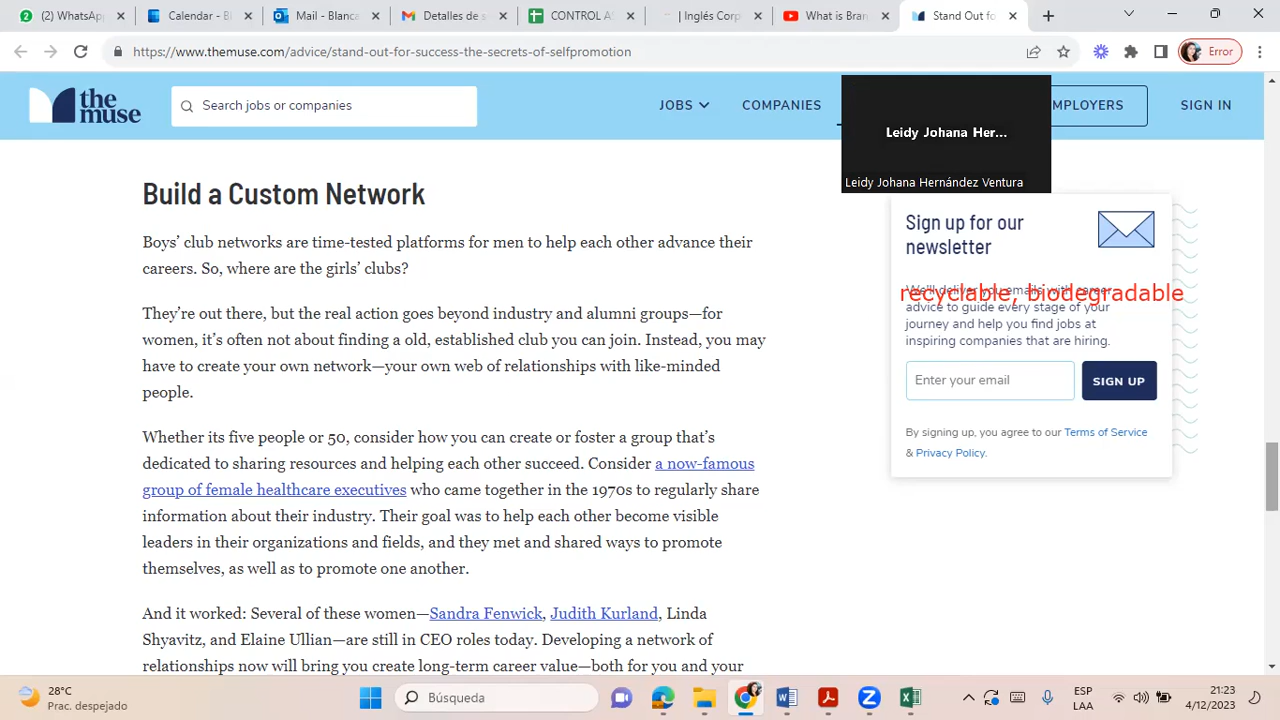 (2) WhatsApp
Calendar - Bl
Mail - Blanca
Detalles de s
CONTROL A
| Inglés Corp
What is Bran
Stand Out fo
https://www.themuse.com/advice/stand-out-for-success-the-secrets-of-selfpromotion
Error
the muse
Search jobs or companies
JOBS
COMPANIES
MPLOYERS
SIGN IN
Leidy Johana Her...
Leidy Johana Hernández Ventura
Build a Custom Network
Boys' club networks are time-tested platforms for men to help each other advance their
careers. So, where are the girls' clubs?
They're out there, but the restriction goes beyond industry and alumni groups—for
women, it's often not about finding a old, established club you can join. Instead, you may
have to create your own network—your own web of relationships with like-minded
people.
Whether its five people or 50, consider how you can create or foster a group that's
dedicated to sharing resources and helping each other succeed. Consider a now-famous
group of female healthcare executives who came together in the 1970s to regularly share
information about their industry. Their goal was to help each other become visible
leaders in their organizations and fields, and they met and shared ways to promote
themselves, as well as to promote one another.
And it worked: Several of these women—Sandra Fenwick, Judith Kurland, Linda
Shyavitz, and Elaine Ullian—are still in CEO roles today. Developing a network of
relationships now will bring you create long-term career value—both for you and your
Sign up for our
newsletter
recyclable, biodegradable
We'll deliver you emails with career
advice to guide every stage of your
journey and help you find jobs at
inspiring companies that are hiring.
Enter your email
SIGN UP
By signing up, you agree to our Terms of Service
& Privacy Policy.
28°C
Prac. despejado
Búsqueda
ESP
LAA
21:23
4/12/2023